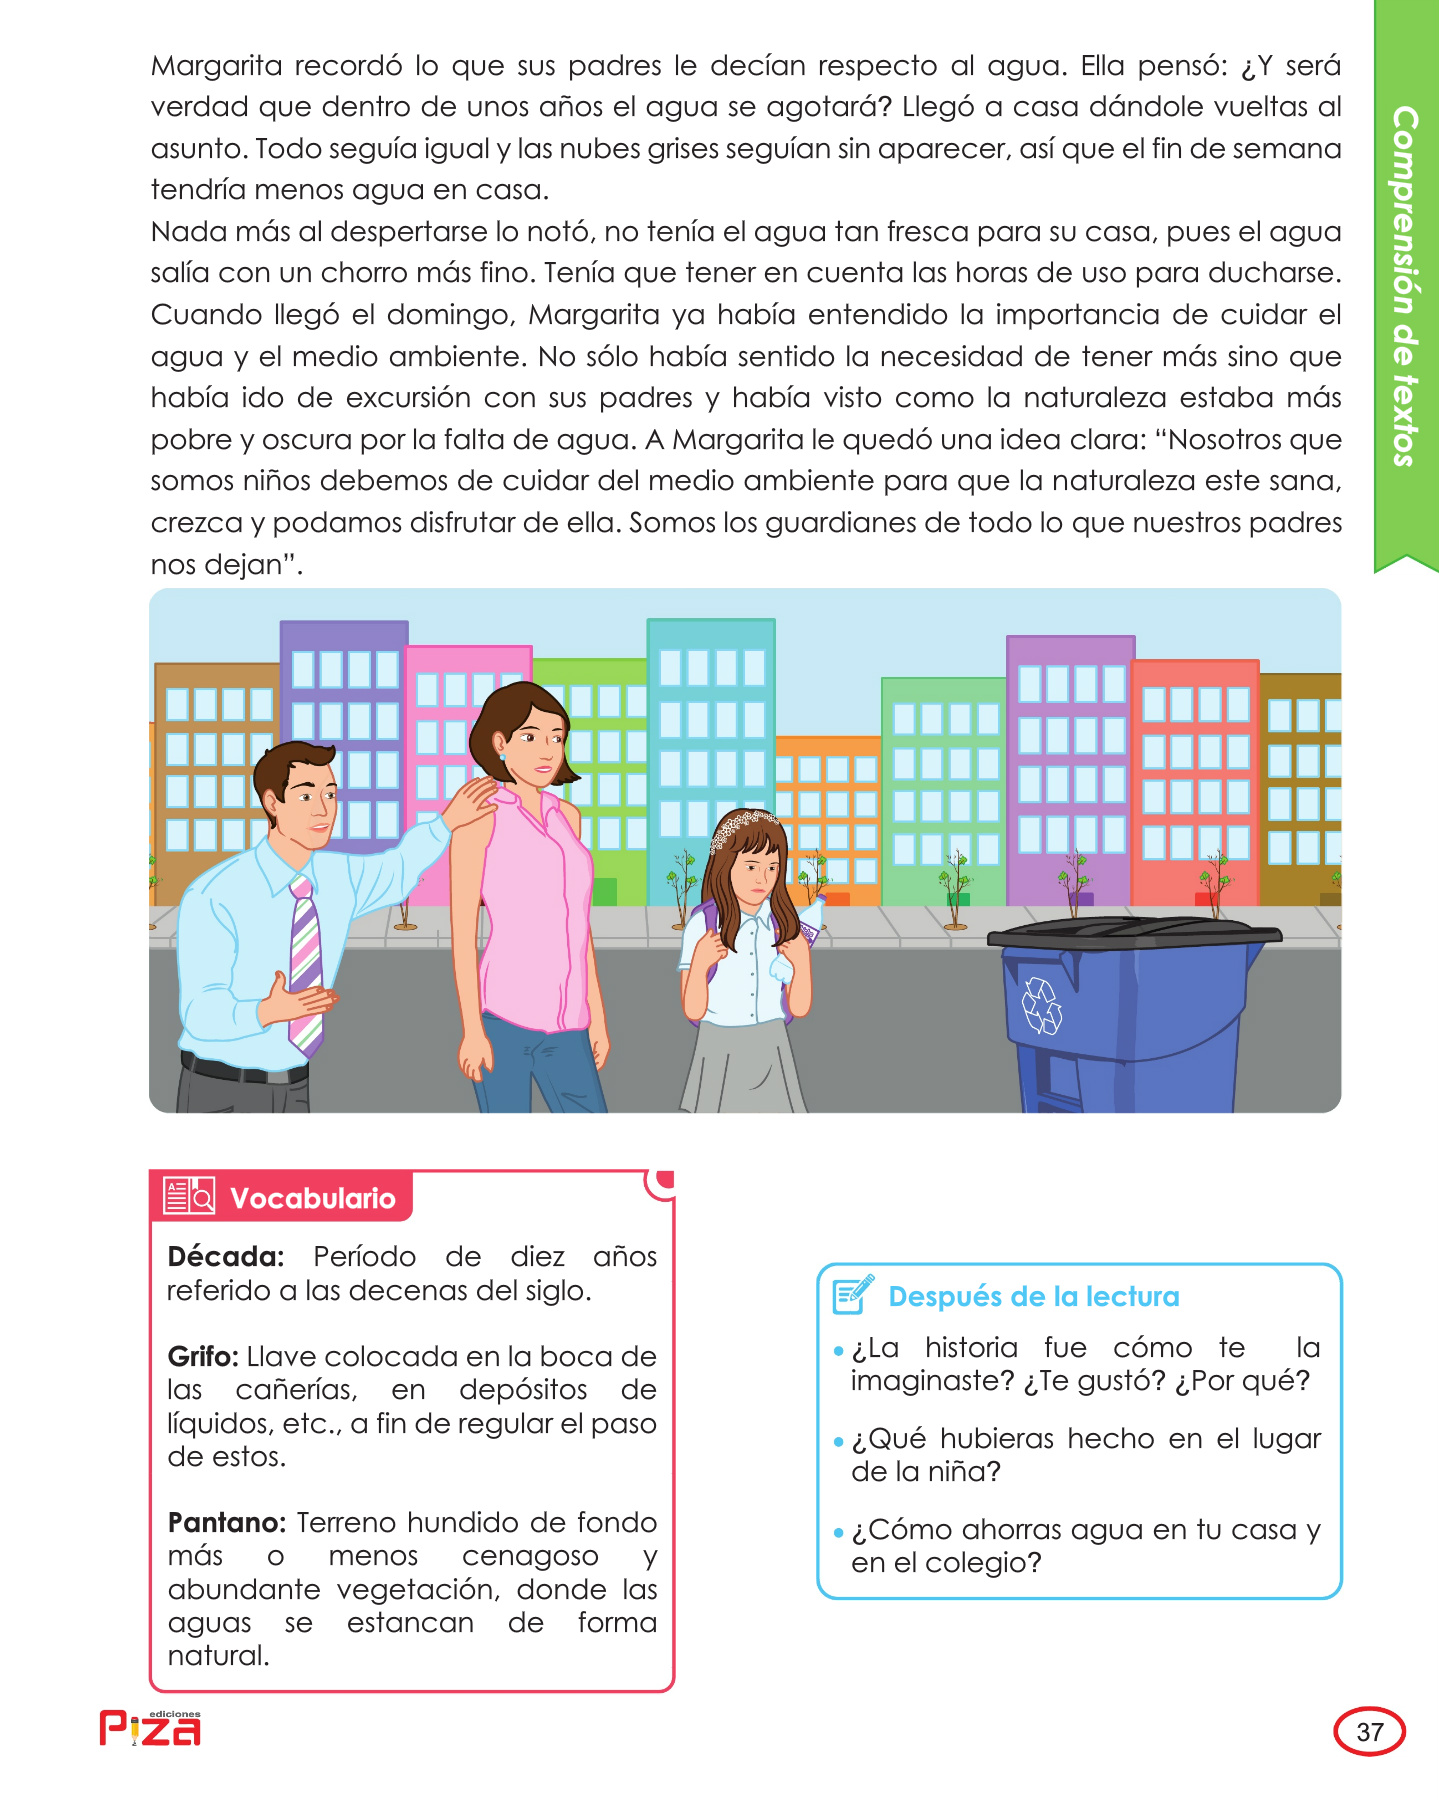 Margarita recordó lo que sus padres le decían respecto al agua. Ella pensó: ¿Y será
verdad que dentro de unos años el agua se agotará? Llegó a casa dándole vueltas al
asunto. Todo seguía igual y las nubes grises seguían sin aparecer, así que el fin de semana
tendría menos agua en casa.
Nada más al despertarse lo notó, no tenía el agua tan fresca para su casa, pues el agua
salía con un chorro más fino. Tenía que tener en cuenta las horas de uso para ducharse.
Cuando llegó el domingo, Margarita ya había entendido la importancia de cuidar el
agua y el medio ambiente. No sólo había sentido la necesidad de tener más sino que
había ido de excursión con sus padres y había visto como la naturaleza estaba más
pobre y oscura por la falta de agua. A Margarita le quedó una idea clara: “Nosotros que
somos niños debemos de cuidar del medio ambiente para que la naturaleza este sana,
crezca y podamos disfrutar de ella. Somos los guardianes de todo lo que nuestros padres
nos dejan”.
Comprensión de textos
Vocabulario
Década: Período de diez años
referido a las decenas del siglo.
Grifo: Llave colocada en la boca de
las cañerías, en depósitos de
líquidos, etc., a fin de regular el paso
de estos.
Pantano: Terreno hundido de fondo
más o menos cenagoso y
abundante vegetación, donde las
aguas se estancan de forma
natural.
Después de la lectura
• ¿La historia fue cómo te la
imaginaste? ¿Te gustó? ¿Por qué?
• ¿Qué hubieras hecho en el lugar
de la niña?
• ¿Cómo ahorras agua en tu casa y
en el colegio?
ediciones
Piza
37